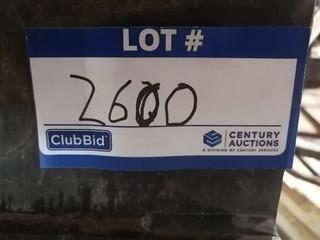 LOT #
2600
ClubBid
CENTURY
AUCTIONS
A DIVISION OF CENTURY SERVICES